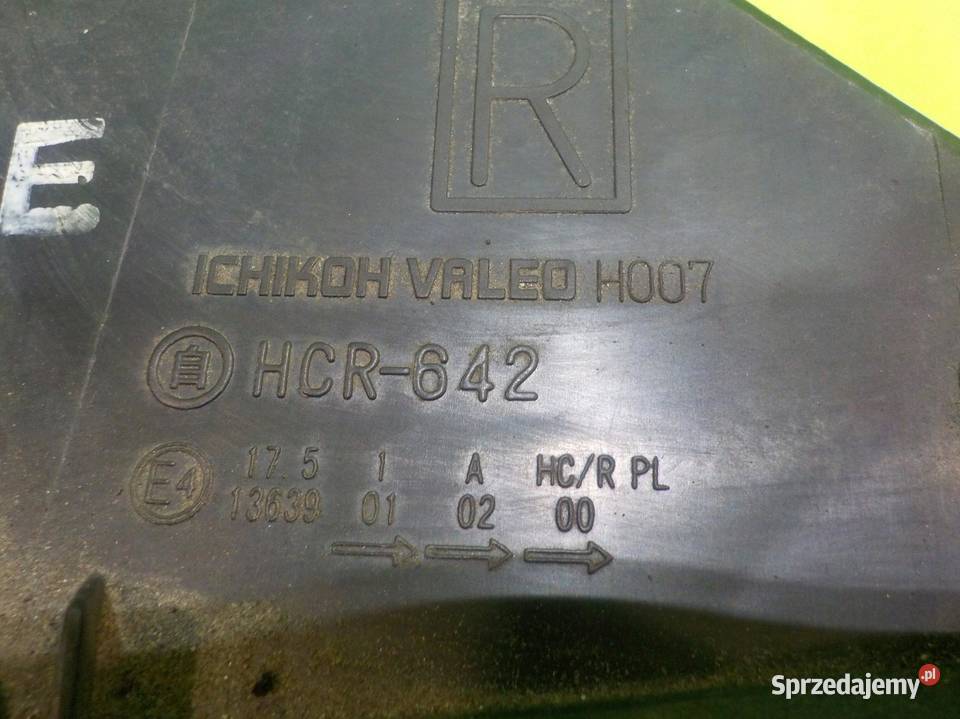 R
E
ICHIKOH VALEO H007
自 HCR-642
E4 17.5 1 A HC/R PL
13639 01 02 00
Sprzedajemy.pl